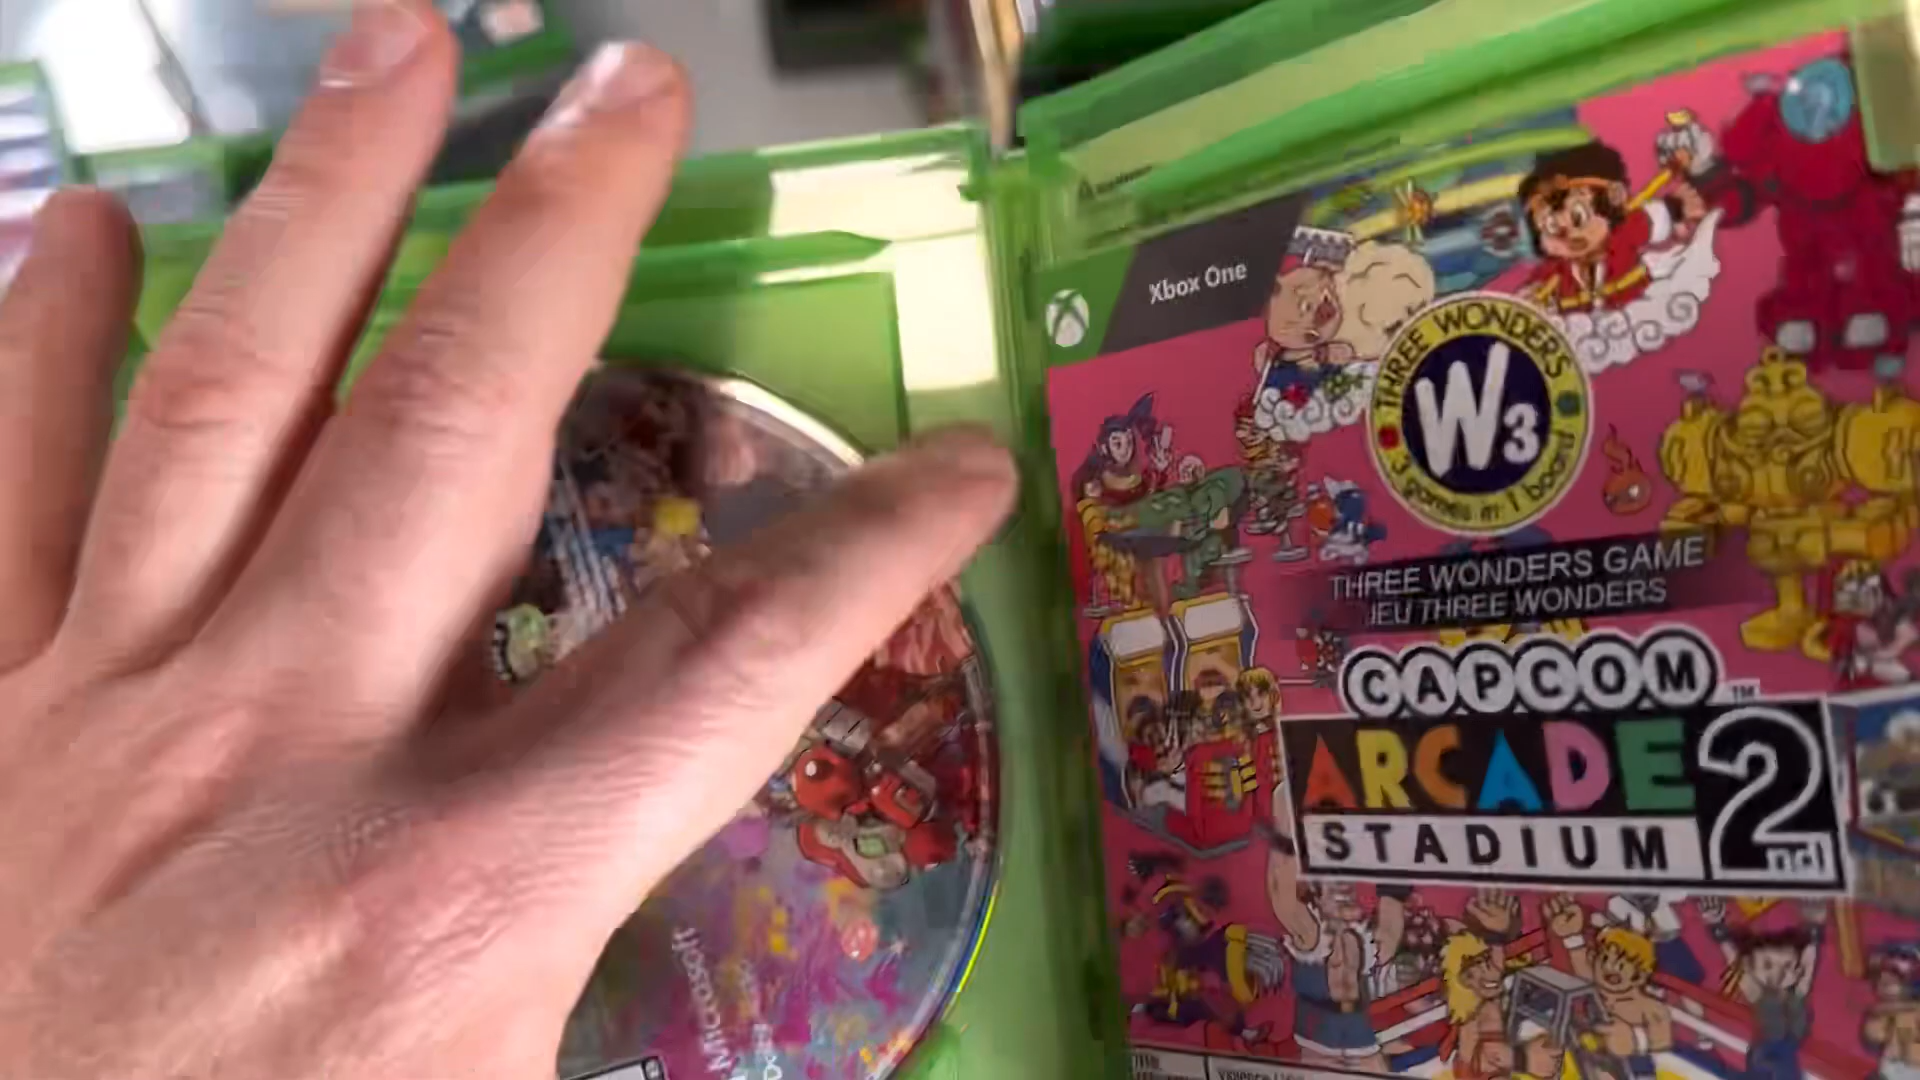 Xbox One
THREE WONDERS
W3
3 games in 1 board
THREE WONDERS GAME
JEU THREE WONDERS
CAPCOM
ARCADE
STADIUM
2nd
TM
Microsoft